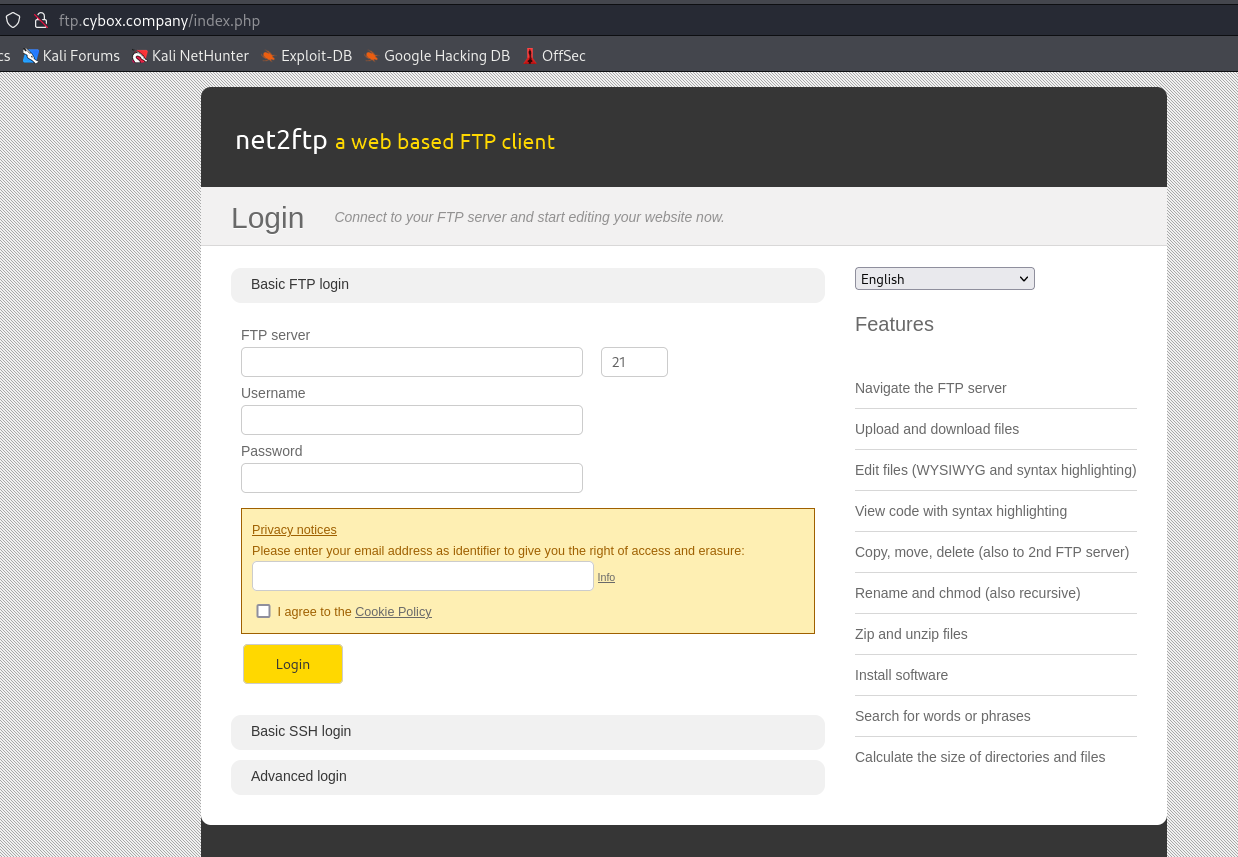 ftp.cybox.company/index.php
cs Kali Forums Kali NetHunter Exploit-DB Google Hacking DB OffSec
net2ftp a web based FTP client
Login Connect to your FTP server and start editing your website now.
Basic FTP login
FTP server
21
Username
Password
Privacy notices
Please enter your email address as identifier to give you the right of access and erasure:
Info
I agree to the Cookie Policy
Login
Basic SSH login
Advanced login
English
Features
Navigate the FTP server
Upload and download files
Edit files (WYSIWYG and syntax highlighting)
View code with syntax highlighting
Copy, move, delete (also to 2nd FTP server)
Rename and chmod (also recursive)
Zip and unzip files
Install software
Search for words or phrases
Calculate the size of directories and files